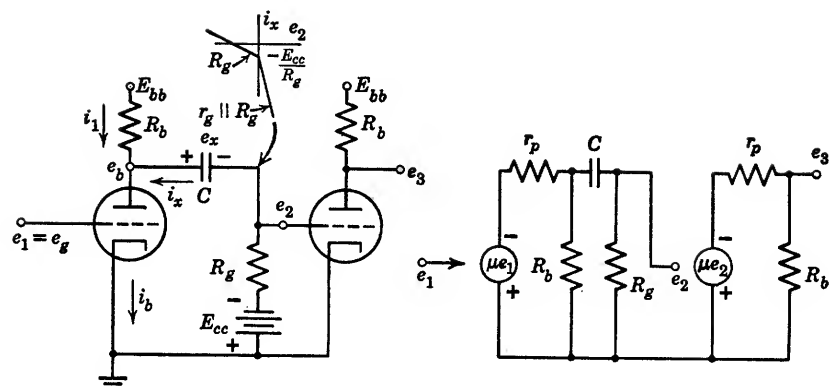 i_x e_2
R_g
-E_cc/R_g
E_bb
E_bb
i_1
R_b
r_g || R_g
R_b
e_x
+ -
e_b
i_x
C
e_3
e_1 = e_g
e_2
R_g
i_b
-
E_cc
+
r_p
C
r_p
e_3
-
-
e_1
μe_1
R_b
R_g
e_2
μe_2
R_b
+
+